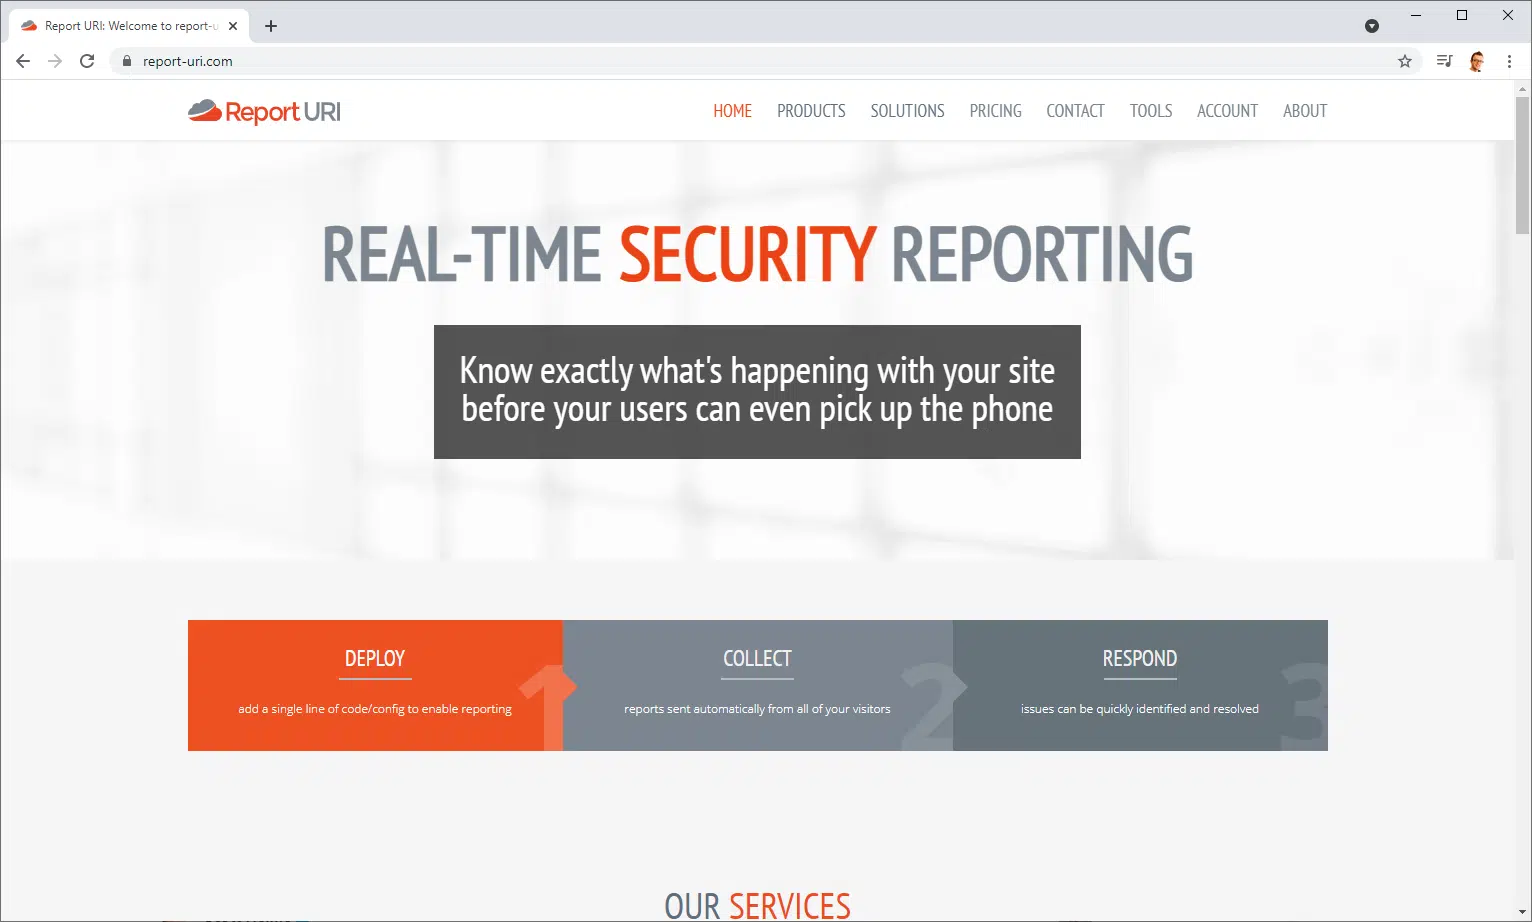 Report URI: Welcome to report-u
report-uri.com
Report URI
HOME PRODUCTS SOLUTIONS PRICING CONTACT TOOLS ACCOUNT ABOUT
REAL-TIME SECURITY REPORTING
Know exactly what's happening with your site
before your users can even pick up the phone
DEPLOY
add a single line of code/config to enable reporting
1
COLLECT
reports sent automatically from all of your visitors
2
RESPOND
issues can be quickly identified and resolved
3
OUR SERVICES